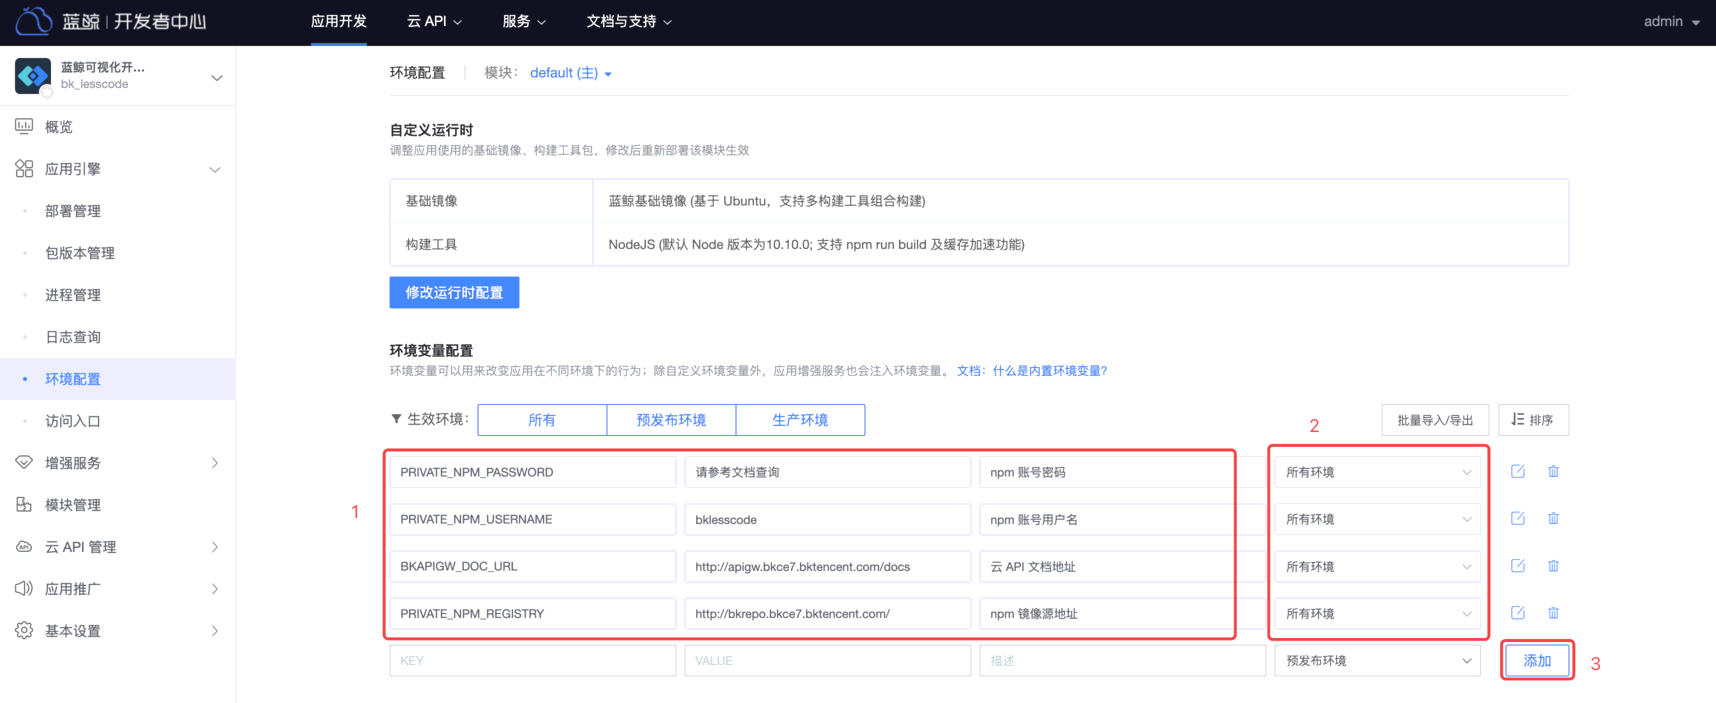 蓝鲸 | 开发者中心
应用开发
云 API
服务
文档与支持
admin
蓝鲸可视化开...
bk_lesscode
概览
应用引擎
部署管理
包版本管理
进程管理
日志查询
环境配置
访问入口
增强服务
模块管理
云 API 管理
应用推广
基本设置
环境配置
模块： default (主)
自定义运行时
调整应用使用的基础镜像、构建工具包，修改后重新部署该模块生效
基础镜像
蓝鲸基础镜像 (基于 Ubuntu，支持多构建工具组合构建)
构建工具
NodeJS (默认 Node 版本为10.10.0; 支持 npm run build 及缓存加速功能)
修改运行时配置
环境变量配置
环境变量可以用来改变应用在不同环境下的行为；除自定义环境变量外，应用增强服务也会注入环境变量。 文档：什么是内置环境变量?
生效环境: 所有 预发布环境 生产环境
批量导入/导出 排序
1
2
PRIVATE_NPM_PASSWORD 请参考文档查询 npm 账号密码 所有环境
PRIVATE_NPM_USERNAME bklesscode npm 账号用户名 所有环境
BKAPIGW_DOC_URL http://apigw.bkce7.bktencent.com/docs 云 API 文档地址 所有环境
PRIVATE_NPM_REGISTRY http://bkrepo.bkce7.bktencent.com/ npm 镜像源地址 所有环境
KEY VALUE 描述 预发布环境 添加 3